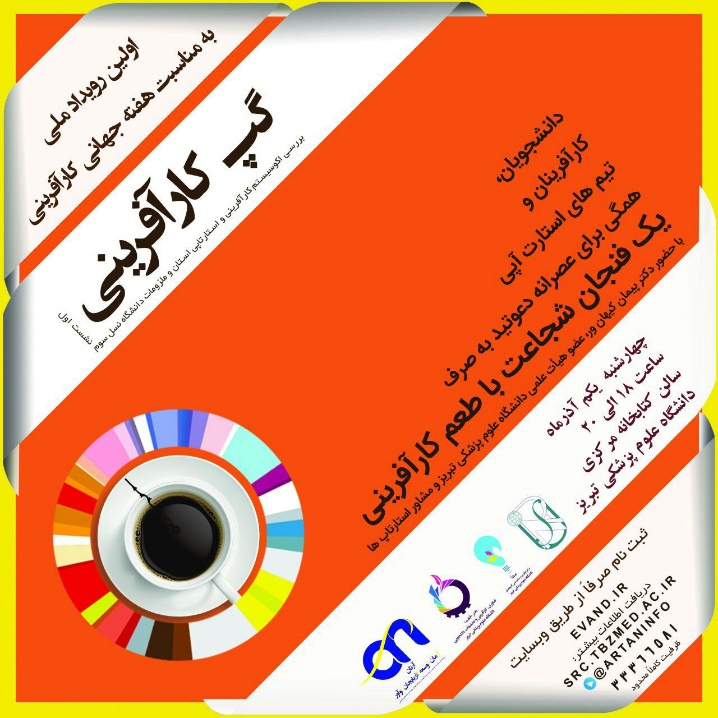 اولین رویداد ملی
به مناسبت هفته جهانی کارآفرینی
گپ کارآفرینی
بررسی اکوسیستم کارآفرینی و استارتاپی استان و ملزومات دانشگاه نسل سوم
نشست اول
دانشجویان،
کارآفرینان و
تیم های استارت آپی
همگی برای عصرانه دعوتید به صرف
یک فنجان شجاعت با طعم کارآفرینی
با حضور دکتر پیمان کیهان ور، عضو هیأت علمی دانشگاه علوم پزشکی تبریز و مشاور استارتاپ ها
چهارشنبه یکم آذرماه
ساعت ۱۸ الی ۲۰
سالن کتابخانه مرکزی
دانشگاه علوم پزشکی تبریز
آرتان
ثبت نام صرفاً از طریق وبسایت
EVAND.IR
دریافت اطلاعات بیشتر:
SRC.TBZMED.AC.IR
@ARTANINFO
۳۳۳۶۶۵۸۱
ظرفیت کاملاً محدود